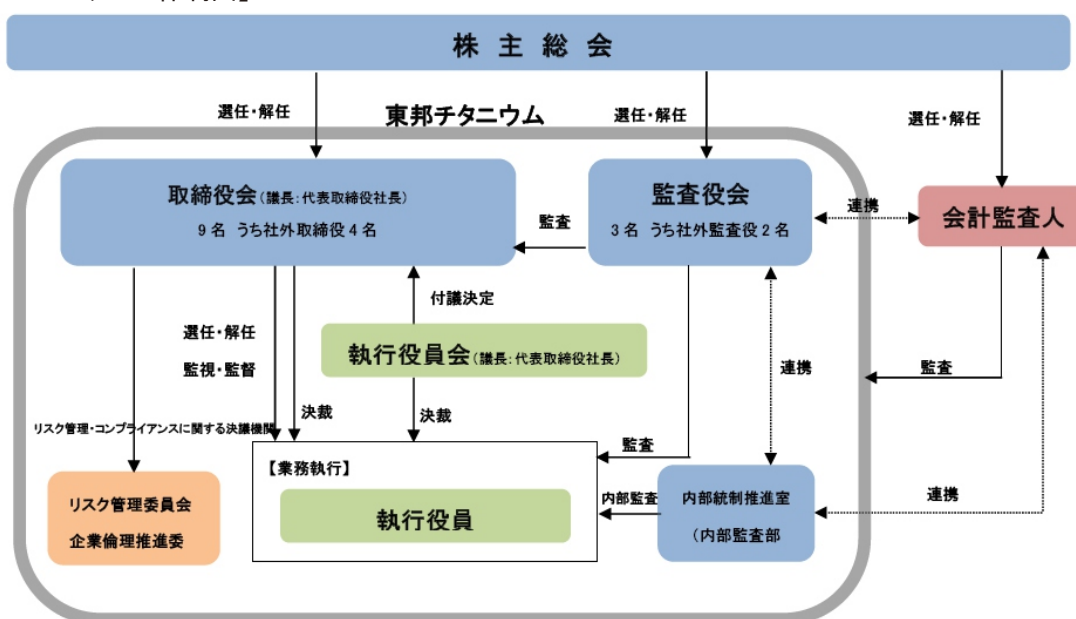 株主総会
選任・解任
東邦チタニウム
選任・解任
選任・解任
取締役会(議長:代表取締役社長)
9名 うち社外取締役4名
監査
監査役会
3名 うち社外監査役2名
連携
会計監査人
付議決定
選任・解任
監視・監督
執行役員会(議長:代表取締役社長)
連携
監査
決裁
決裁
リスク管理・コンプライアンスに関する決議機関
監査
【業務執行】
執行役員
内部監査
内部統制推進室
(内部監査部
連携
リスク管理委員会
企業倫理推進委